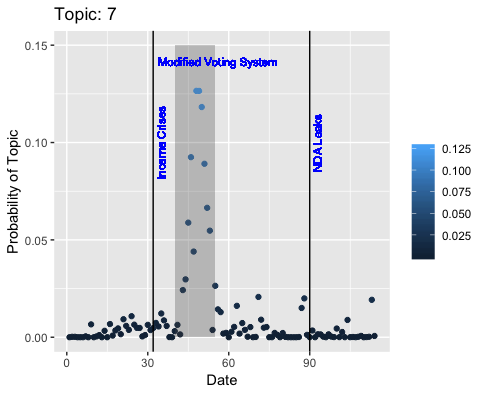 Topic: 7
0.15
0.10
0.05
0.00
Probability of Topic
Modified Voting System
Income Crises
NDA Leaks
0
30
60
90
Date
0.125
0.100
0.075
0.050
0.025